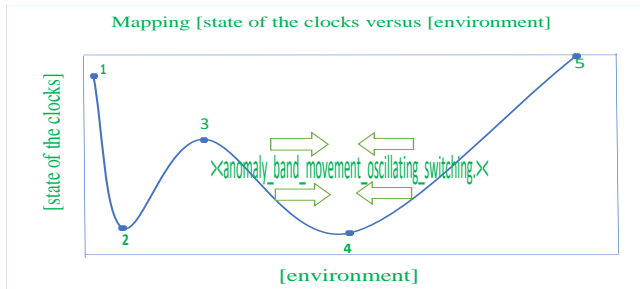 Mapping [state of the clocks versus [environment]
1
5
[state of the clocks]
3
>anomaly_band_movement_oscillating_switching.<
2
4
[environment]